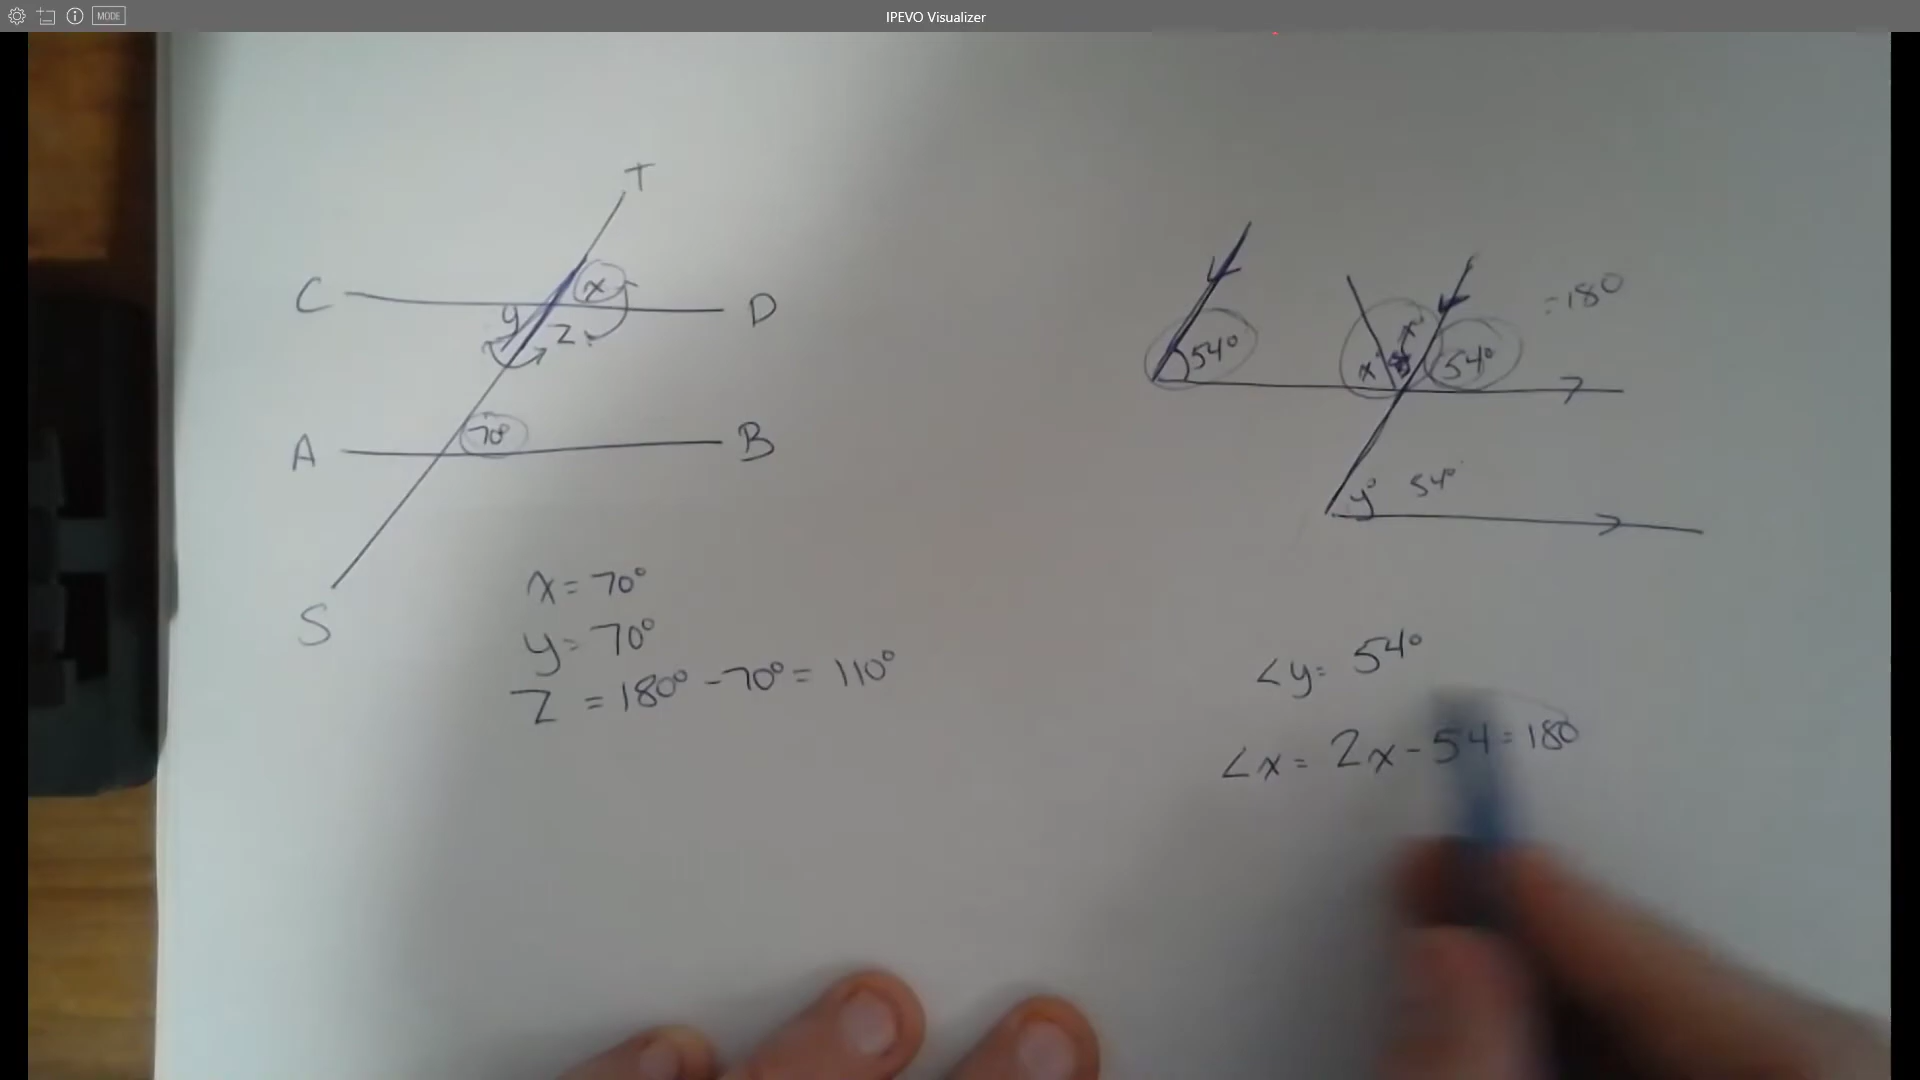 MODE
IPEVO Visualizer
T
C
x
D
y
z
A
70°
B
S
x = 70°
y = 70°
Z = 180° - 70° = 110°
54°
x°
x°
54°
= 180
y°
54°
∠y = 54°
∠x = 2x - 54 = 180